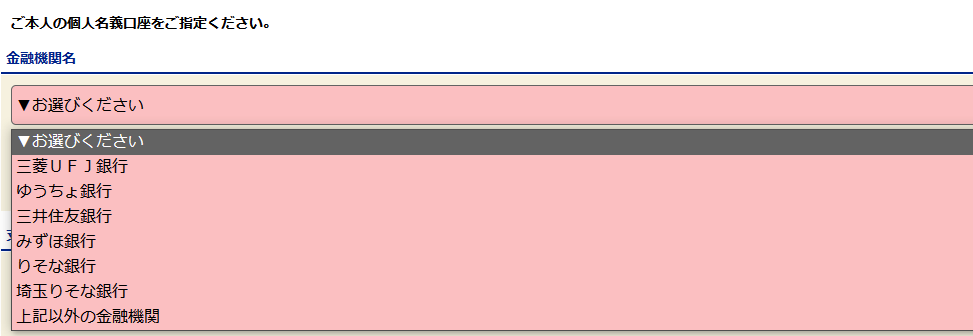 ご本人の個人名義口座をご指定ください。
金融機関名
▼お選びください
▼お選びください
三菱ＵＦＪ銀行
ゆうちょ銀行
三井住友銀行
みずほ銀行
りそな銀行
埼玉りそな銀行
上記以外の金融機関